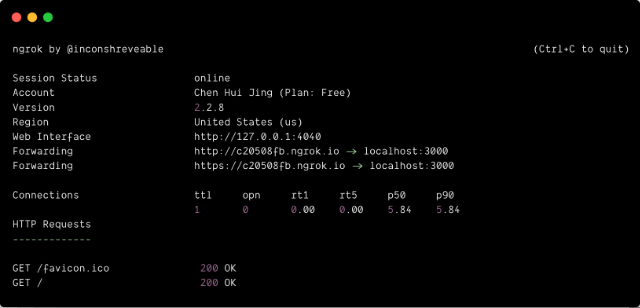 ngrok by @inconshreveable (Ctrl+C to quit)
Session Status online
Account Chen Hui Jing (Plan: Free)
Version 2.2.8
Region United States (us)
Web Interface http://127.0.0.1:4040
Forwarding http://c20508fb.ngrok.io -> localhost:3000
Forwarding https://c20508fb.ngrok.io -> localhost:3000
Connections ttl opn rt1 rt5 p50 p90
1 0 0.00 0.00 5.84 5.84
HTTP Requests
-------------
GET /favicon.ico 200 OK
GET / 200 OK